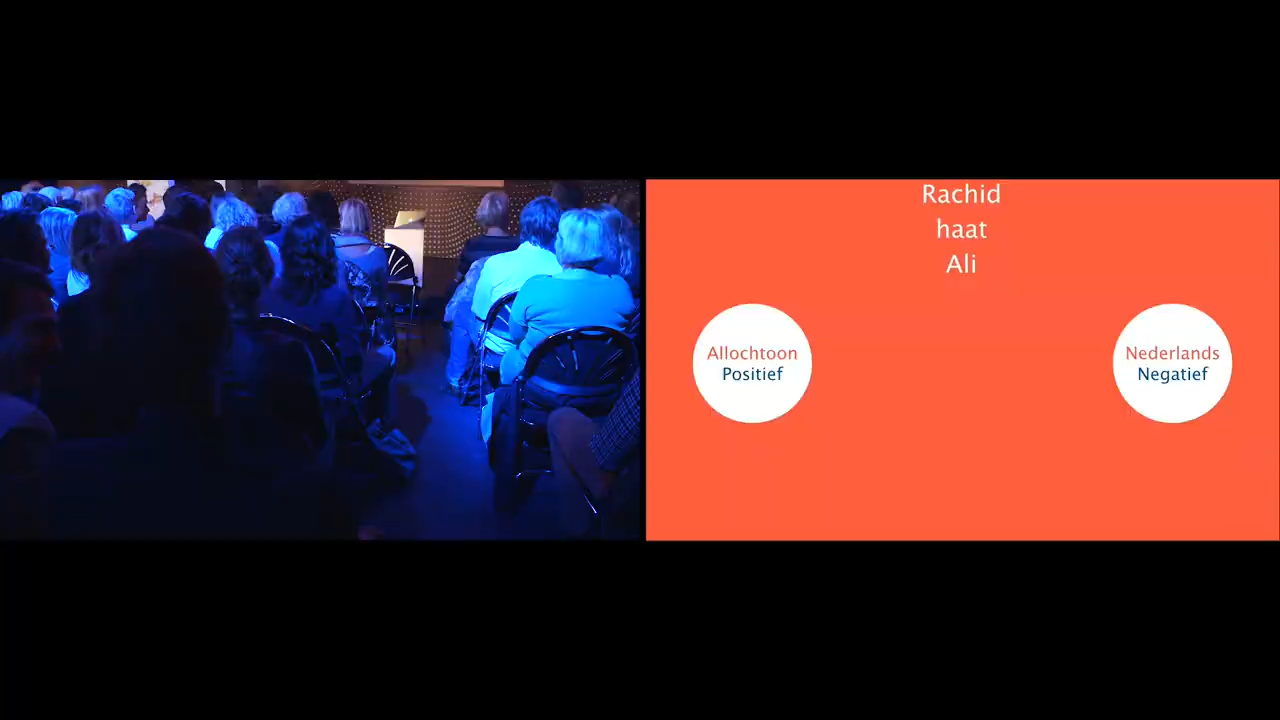 Rachid
haat
Ali
Allochtoon
Positief
Nederlands
Negatief